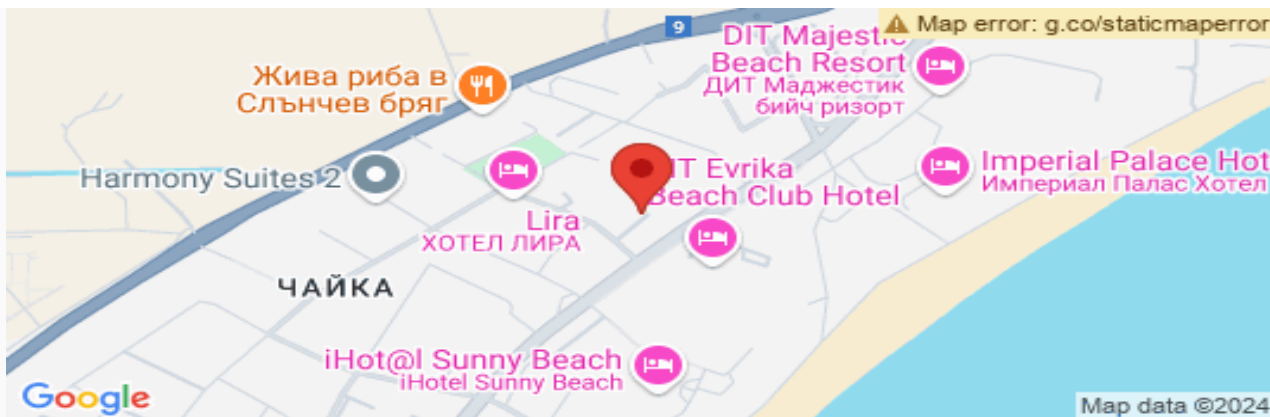 9
Map error: g.co/staticmaperror
DIT Majestic
Beach Resort
ДИТ Маджестик
бийч ризорт
Жива риба в
Слънчев бряг
Harmony Suites 2
Imperial Palace Hot
Империал Палас Хотел
Evrika
Beach Club Hotel
Lira
ХОТЕЛ ЛИРА
ЧАЙКА
iHot@l Sunny Beach
iHotel Sunny Beach
Google
Map data ©2024